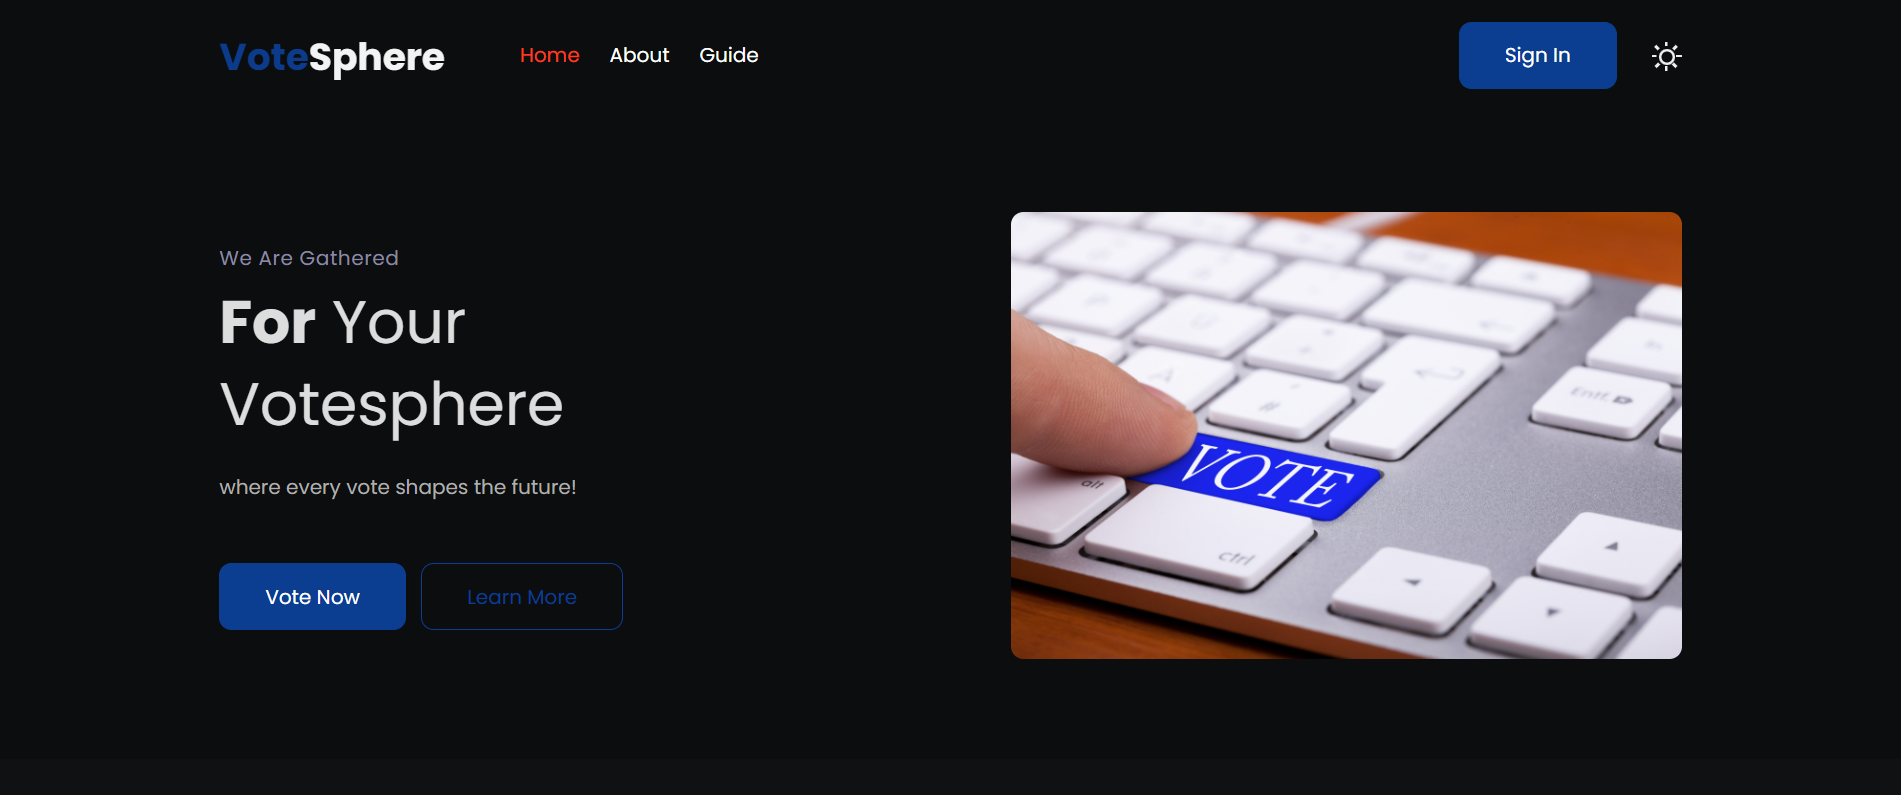 VoteSphere
Home About Guide
Sign In
We Are Gathered
For Your
Votesphere
where every vote shapes the future!
Vote Now
Learn More
#
Entf.
VOTE
alt
ctrl